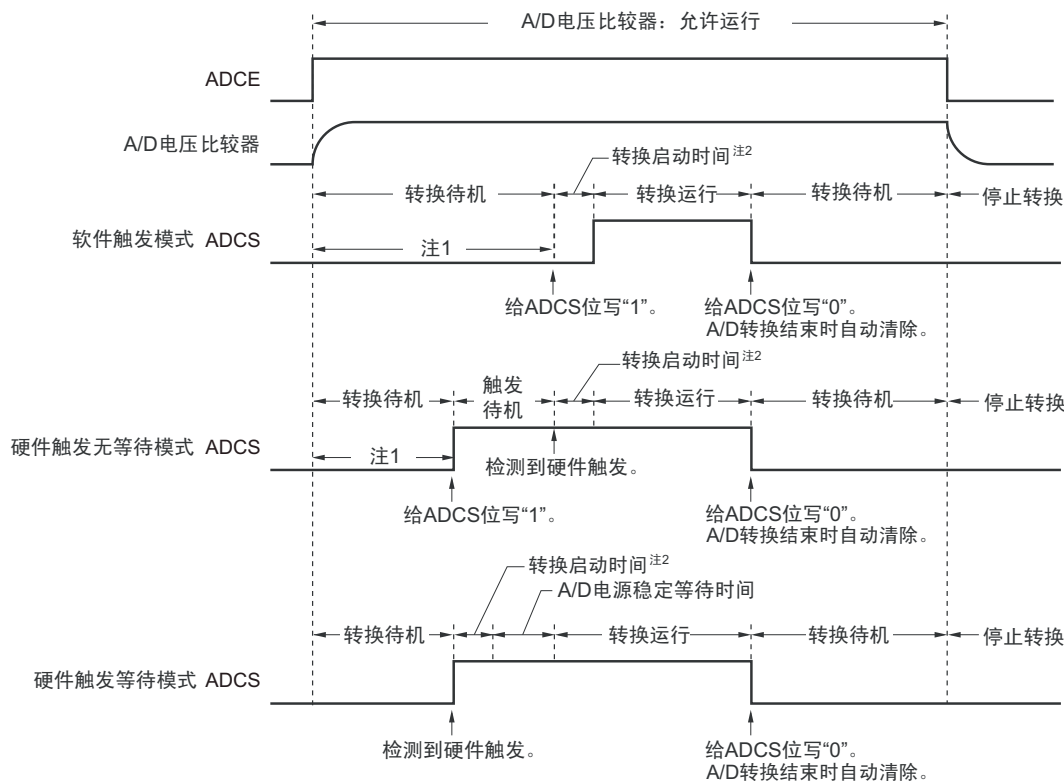 A/D电压比较器：允许运行
ADCE
A/D电压比较器
转换启动时间注2
转换待机
转换运行
转换待机
停止转换
软件触发模式 ADCS
注1
给ADCS位写“1”。
给ADCS位写“0”。
A/D转换结束时自动清除。
转换启动时间注2
转换待机
触发
待机
转换运行
转换待机
停止转换
硬件触发无等待模式 ADCS
注1
检测到硬件触发。
给ADCS位写“1”。
给ADCS位写“0”。
A/D转换结束时自动清除。
转换启动时间注2
A/D电源稳定等待时间
转换待机
转换运行
转换待机
停止转换
硬件触发等待模式 ADCS
检测到硬件触发。
给ADCS位写“0”。
A/D转换结束时自动清除。